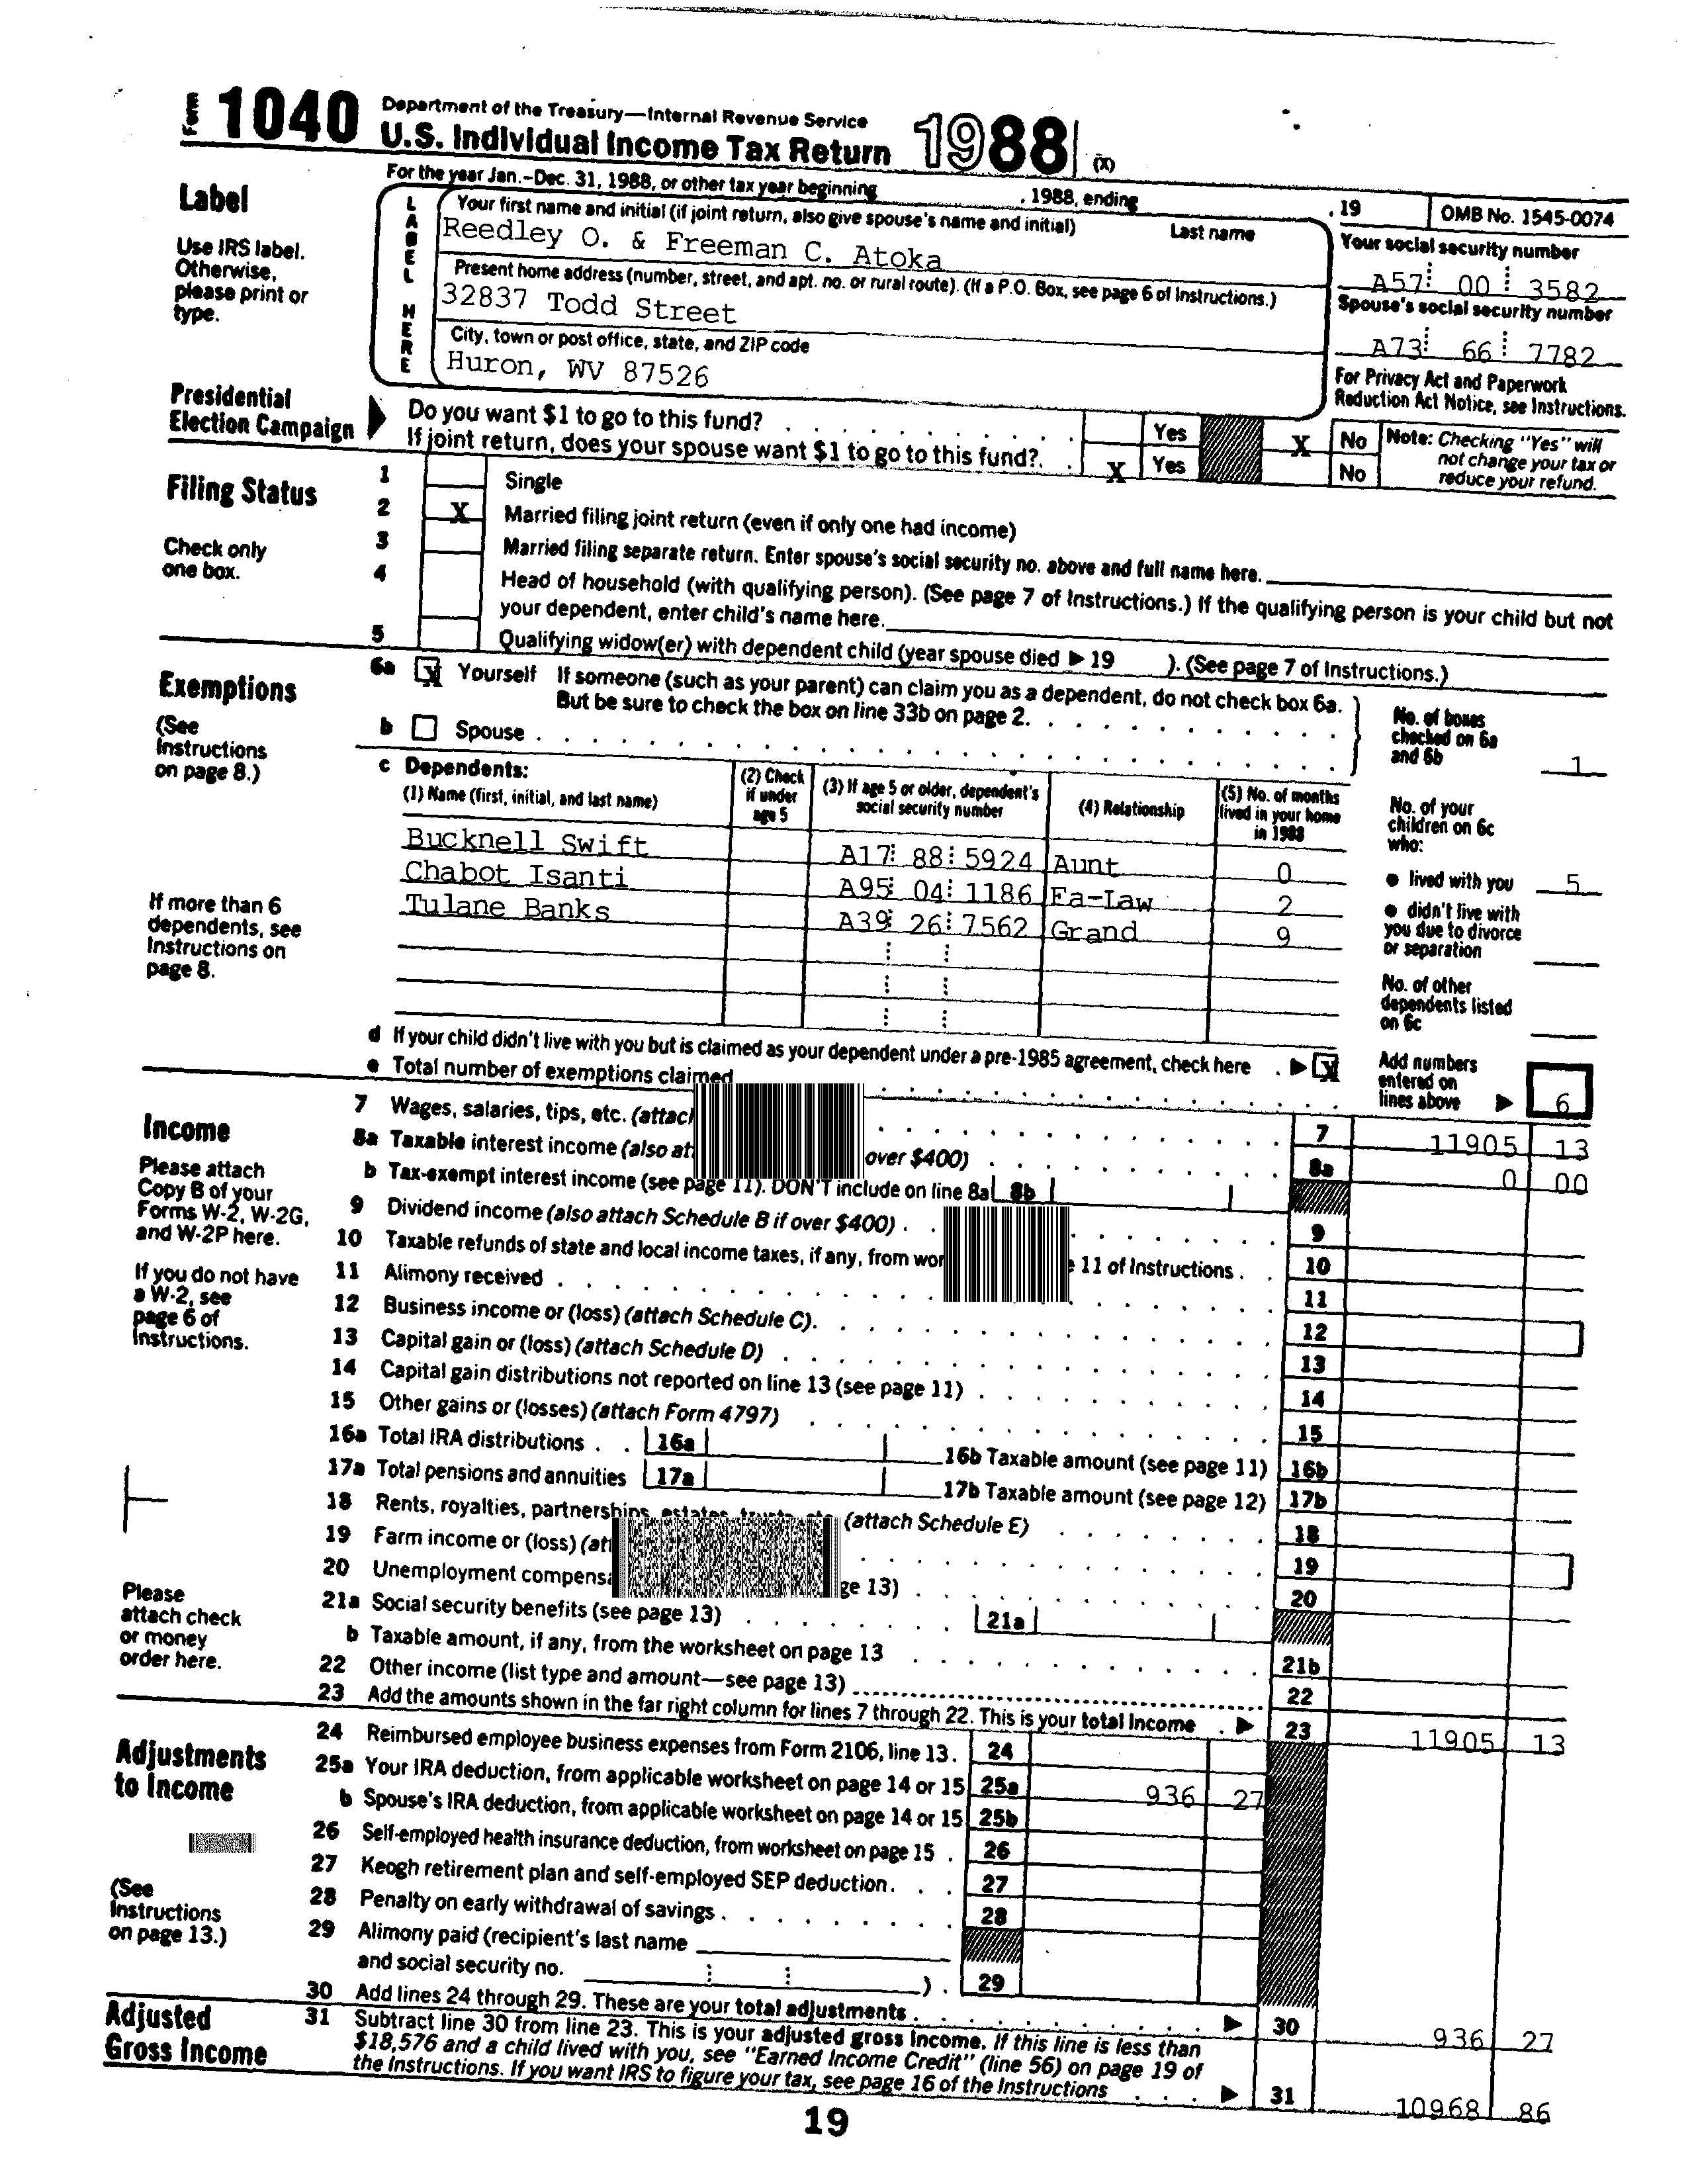 Form 1040 Department of the Treasury—Internal Revenue Service
U.S. Individual Income Tax Return 1988 (X)
For the year Jan.–Dec. 31, 1988, or other tax year beginning , 1988, ending , 19 OMB No. 1545-0074
Label
Use IRS label.
Otherwise,
please print or
type.
LABEL HERE
Your first name and initial (if joint return, also give spouse's name and initial) Last name
Reedley O. & Freeman C. Atoka
Your social security number
A57 00 3582
Present home address (number, street, and apt. no. or rural route). (If a P.O. Box, see page 6 of Instructions.)
32837 Todd Street
Spouse's social security number
A73 66 7782
City, town or post office, state, and ZIP code
Huron, WV 87526
For Privacy Act and Paperwork
Reduction Act Notice, see Instructions.
Presidential
Election Campaign
Do you want $1 to go to this fund? Yes X No
If joint return, does your spouse want $1 to go to this fund? X Yes No
Note: Checking "Yes" will
not change your tax or
reduce your refund.
Filing Status
Check only
one box.
1 Single
2 X Married filing joint return (even if only one had income)
3 Married filing separate return. Enter spouse's social security no. above and full name here.
4 Head of household (with qualifying person). (See page 7 of Instructions.) If the qualifying person is your child but not
your dependent, enter child's name here.
5 Qualifying widow(er) with dependent child (year spouse died ▶ 19 ). (See page 7 of Instructions.)
Exemptions
(See
Instructions
on page 8.)
6a X Yourself If someone (such as your parent) can claim you as a dependent, do not check box 6a.
But be sure to check the box on line 33b on page 2.
b Spouse
No. of boxes
checked on 6a
and 6b 1
c Dependents:
(1) Name (first, initial, and last name)
(2) Check
if under
age 5
(3) If age 5 or older, dependent's
social security number
(4) Relationship
(5) No. of months
lived in your home
in 1988
Bucknell Swift A17 88 5924 Aunt 0
Chabot Isanti A95 04 1186 Fa-Law 2
Tulane Banks A39 26 7562 Grand 9
No. of your
children on 6c
who:
● lived with you 5
● didn't live with
you due to divorce
or separation
No. of other
dependents listed
on 6c
If more than 6
dependents, see
Instructions on
page 8.
d If your child didn't live with you but is claimed as your dependent under a pre-1985 agreement, check here ▶ X
e Total number of exemptions claimed
Add numbers
entered on
lines above ▶ 6
Income
Please attach
Copy B of your
Forms W-2, W-2G,
and W-2P here.
If you do not have
a W-2, see
page 6 of
Instructions.
Please
attach check
or money
order here.
7 Wages, salaries, tips, etc. (attach 7 11905 13
8a Taxable interest income (also at over $400) 8a 0 00
b Tax-exempt interest income (see page 11). DON'T include on line 8a 8b
9 Dividend income (also attach Schedule B if over $400) 9
10 Taxable refunds of state and local income taxes, if any, from wor 11 of Instructions 10
11 Alimony received 11
12 Business income or (loss) (attach Schedule C) 12
13 Capital gain or (loss) (attach Schedule D) 13
14 Capital gain distributions not reported on line 13 (see page 11) 14
15 Other gains or (losses) (attach Form 4797) 15
16a Total IRA distributions 16a 16b Taxable amount (see page 11) 16b
17a Total pensions and annuities 17a 17b Taxable amount (see page 12) 17b
18 Rents, royalties, partnerships, estates, trusts, etc. (attach Schedule E) 18
19 Farm income or (loss) (att 19
20 Unemployment compensa ge 13) 20
21a Social security benefits (see page 13) 21a
b Taxable amount, if any, from the worksheet on page 13 21b
22 Other income (list type and amount—see page 13) 22
23 Add the amounts shown in the far right column for lines 7 through 22. This is your total income ▶ 23 11905 13
Adjustments
to Income
(See
Instructions
on page 13.)
24 Reimbursed employee business expenses from Form 2106, line 13. 24
25a Your IRA deduction, from applicable worksheet on page 14 or 15 25a 936 27
b Spouse's IRA deduction, from applicable worksheet on page 14 or 15 25b
26 Self-employed health insurance deduction, from worksheet on page 15 26
27 Keogh retirement plan and self-employed SEP deduction 27
28 Penalty on early withdrawal of savings 28
29 Alimony paid (recipient's last name
and social security no. ) 29
30 Add lines 24 through 29. These are your total adjustments ▶ 30 936 27
Adjusted
Gross Income
31 Subtract line 30 from line 23. This is your adjusted gross income. If this line is less than
$18,576 and a child lived with you, see "Earned Income Credit" (line 56) on page 19 of
the Instructions. If you want IRS to figure your tax, see page 16 of the Instructions ▶ 31 10968 86
19